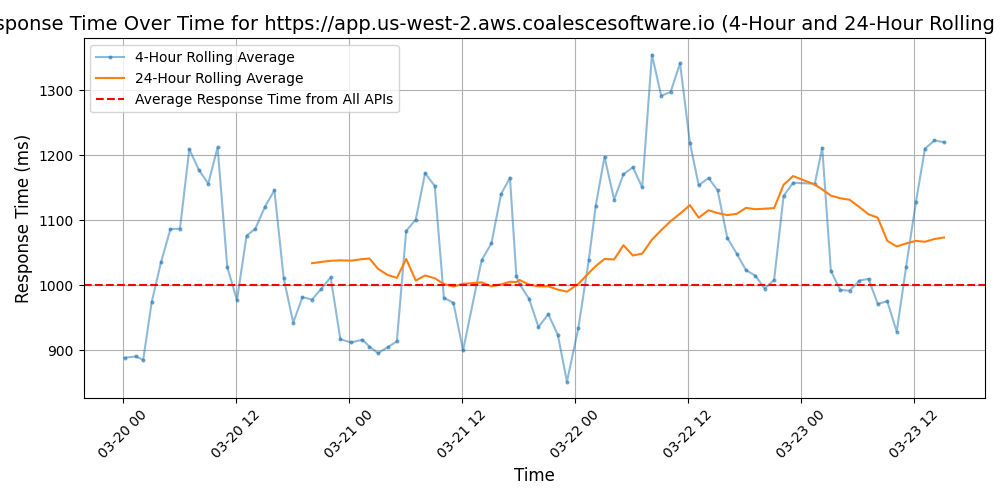 sponse Time Over Time for https://app.us-west-2.aws.coalescesoftware.io (4-Hour and 24-Hour Rolling
4-Hour Rolling Average
24-Hour Rolling Average
Average Response Time from All APIs
Response Time (ms)
1300
1200
1100
1000
900
03-20 00
03-20 12
03-21 00
03-21 12
03-22 00
03-22 12
03-23 00
03-23 12
Time